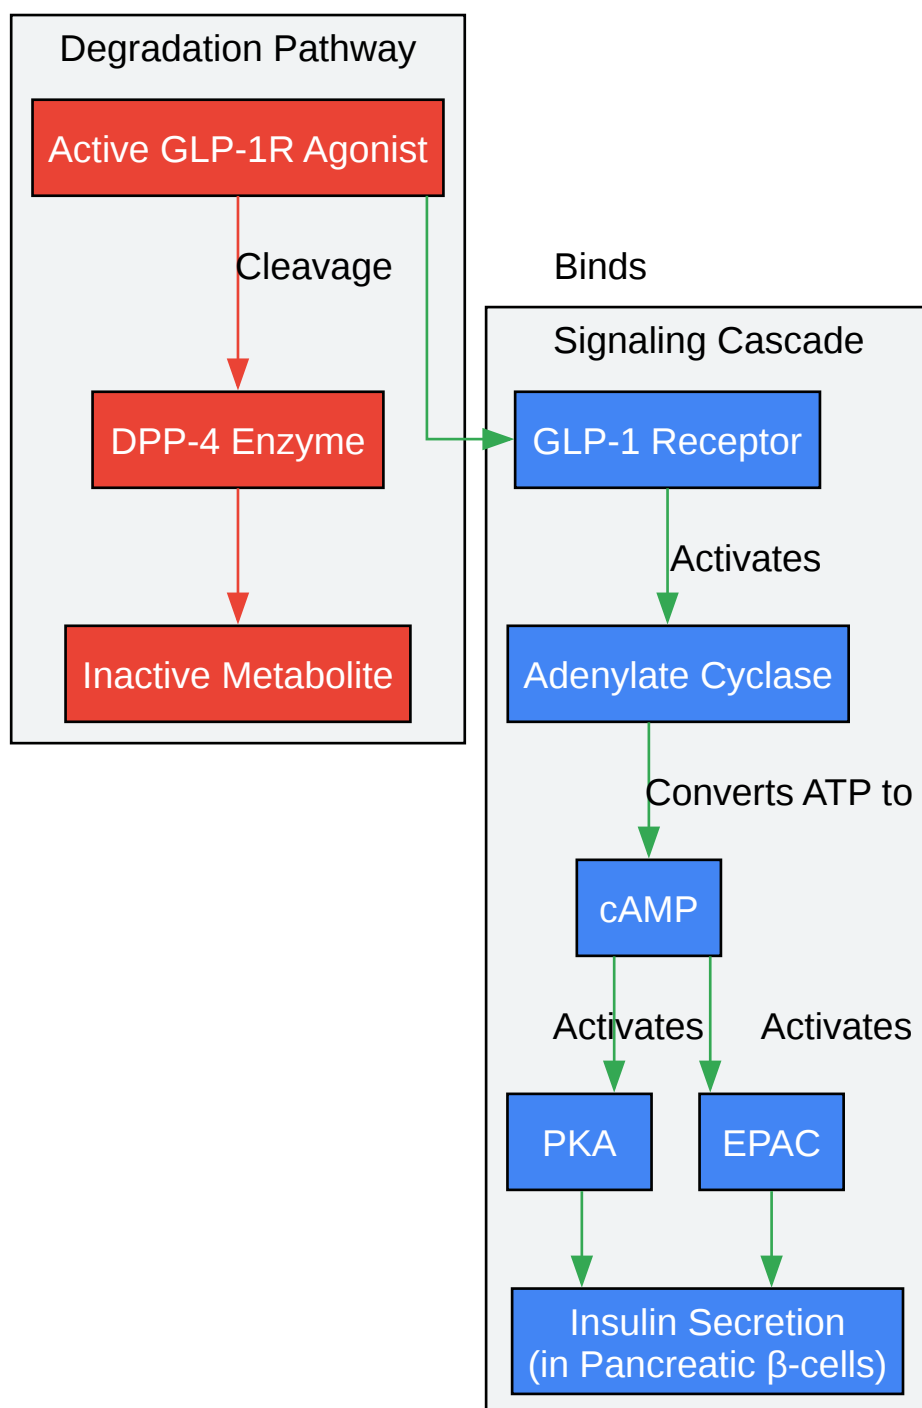 Degradation Pathway
Active GLP-1R Agonist
Cleavage
Binds
Signaling Cascade
DPP-4 Enzyme
GLP-1 Receptor
Activates
Inactive Metabolite
Adenylate Cyclase
Converts ATP to
cAMP
Activates
Activates
PKA
EPAC
Insulin Secretion
(in Pancreatic β-cells)